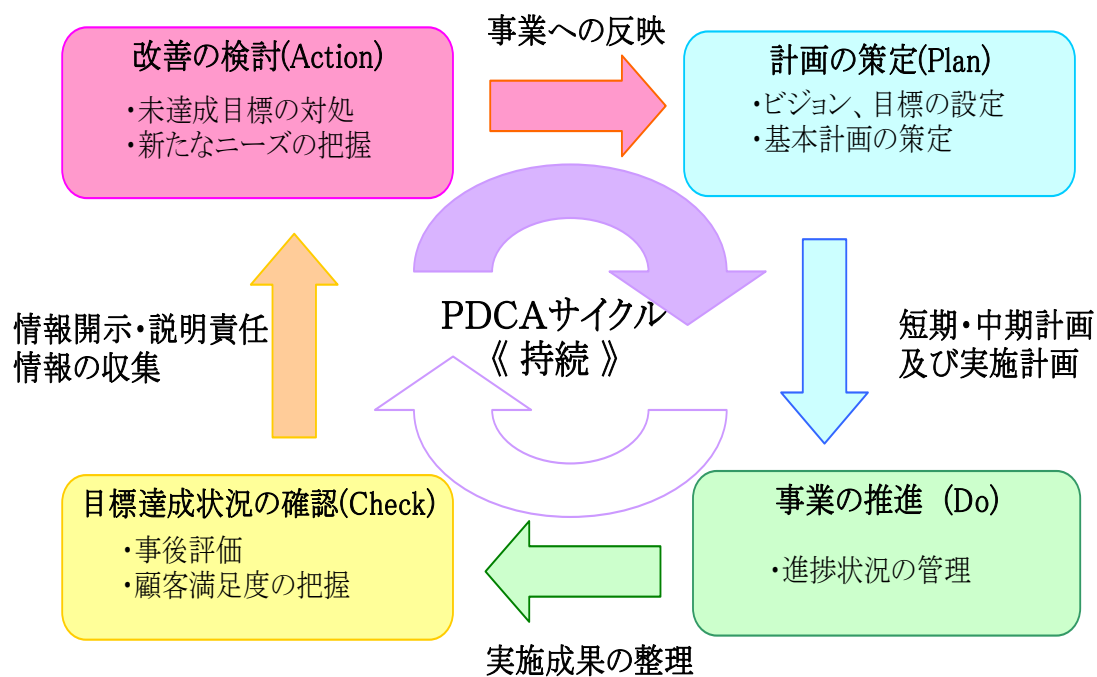 事業への反映
改善の検討(Action)
・未達成目標の対処
・新たなニーズの把握
計画の策定(Plan)
・ビジョン、目標の設定
・基本計画の策定
PDCAサイクル
《 持続 》
情報開示・説明責任
情報の収集
短期・中期計画
及び実施計画
目標達成状況の確認(Check)
・事後評価
・顧客満足度の把握
事業の推進 (Do)
・進捗状況の管理
実施成果の整理